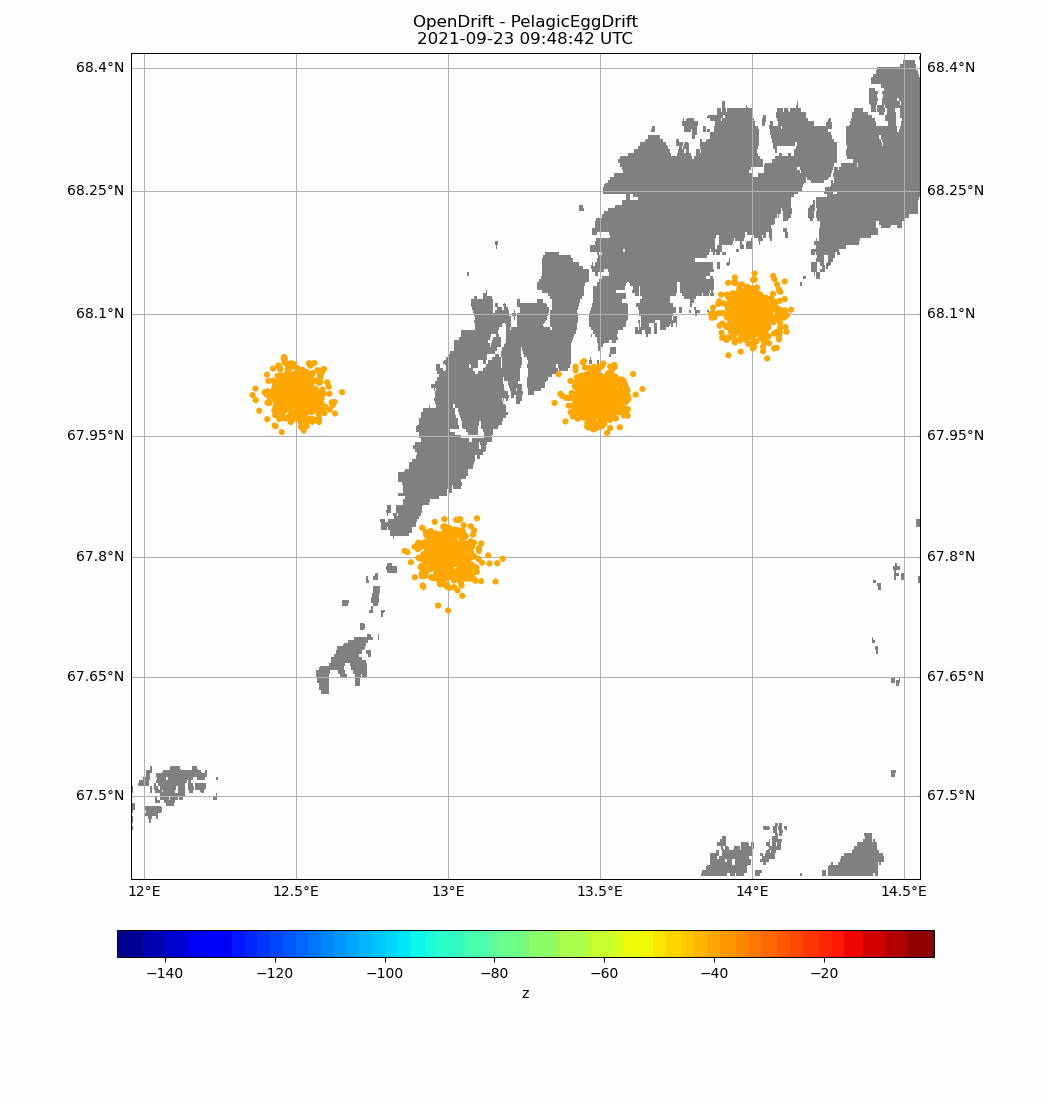 OpenDrift - PelagicEggDrift
2021-09-23 09:48:42 UTC
68.4°N 68.4°N
68.25°N 68.25°N
68.1°N 68.1°N
67.95°N 67.95°N
67.8°N 67.8°N
67.65°N 67.65°N
67.5°N 67.5°N
12°E 12.5°E 13°E 13.5°E 14°E 14.5°E
−140 −120 −100 −80 −60 −40 −20
z